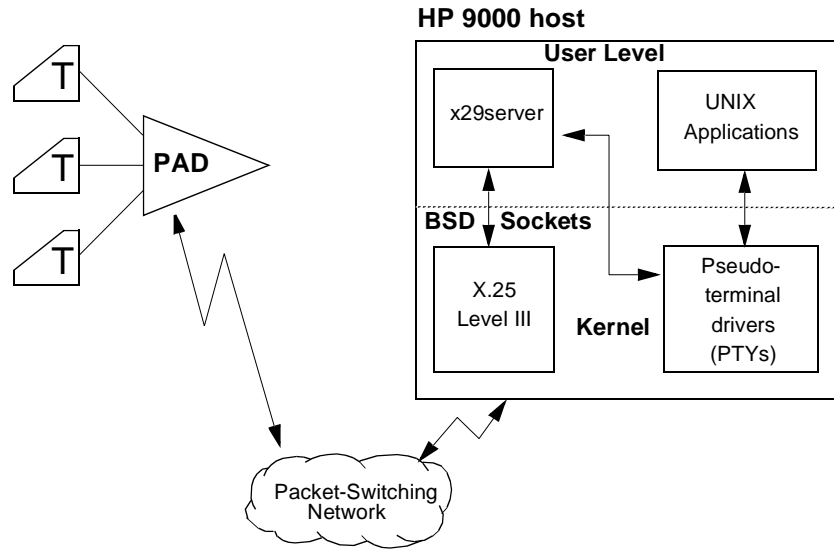 HP 9000 host
User Level
T
x29server
UNIX
Applications
PAD
T
BSD Sockets
T
X.25
Level III
Kernel
Pseudo-
terminal
drivers
(PTYs)
Packet-Switching
Network